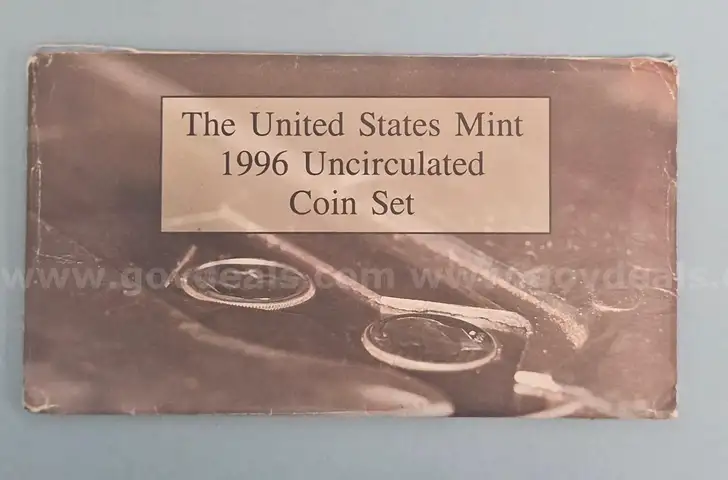 The United States Mint
1996 Uncirculated
Coin Set
www.govdeals.com www.govdeals.c